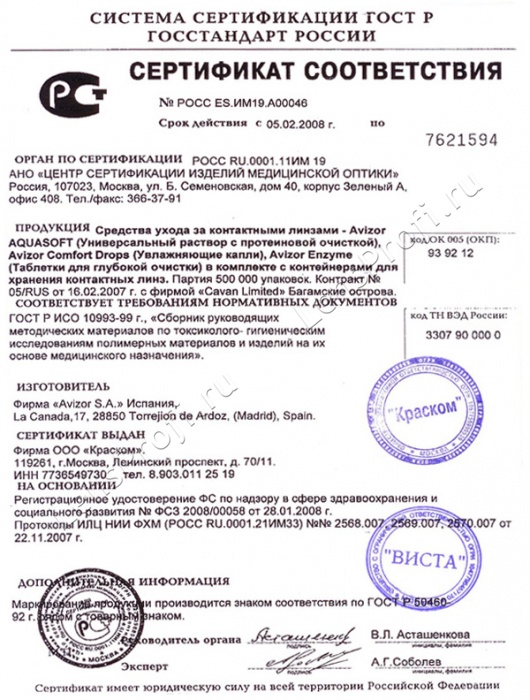 СИСТЕМА СЕРТИФИКАЦИИ ГОСТ Р
ГОССТАНДАРТ РОССИИ
СЕРТИФИКАТ СООТВЕТСТВИЯ
№ РОСС ES.ИМ19.А00046
Срок действия с 05.02.2008 г. по
7621594
ОРГАН ПО СЕРТИФИКАЦИИ РОСС RU.0001.11ИМ 19
АНО «ЦЕНТР СЕРТИФИКАЦИИ ИЗДЕЛИЙ МЕДИЦИНСКОЙ ОПТИКИ»
Россия, 107023, Москва, ул. Б. Семеновская, дом 40, корпус Зеленый А,
офис 408. Тел./факс: 366-37-91
ПРОДУКЦИЯ Средства ухода за контактными линзами - Avizor
AQUASOFT (Универсальный раствор с протеиновой очисткой),
Avizor Comfort Drops (Увлажняющие капли), Avizor Enzyme
(Таблетки для глубокой очистки) в комплекте с контейнерами для
хранения контактных линз. Партия 500 000 упаковок. Контракт №
05/RUS от 16.02.2007 г. с фирмой «Cavan Limited» Багамские острова.
код ОК 005 (ОКП):
93 92 12
СООТВЕТСТВУЕТ ТРЕБОВАНИЯМ НОРМАТИВНЫХ ДОКУМЕНТОВ
ГОСТ Р ИСО 10993-99 г., «Сборник руководящих
методических материалов по токсиколого- гигиеническим
исследованиям полимерных материалов и изделий на их
основе медицинского назначения».
код ТН ВЭД России:
3307 90 000 0
ИЗГОТОВИТЕЛЬ
Фирма «Avizor S.A.» Испания,
La Canada,17, 28850 Torrejion de Ardoz, (Madrid), Spain.
"Краском"
МОСКВА
СЕРТИФИКАТ ВЫДАН
Фирма ООО «Краском».
119261, г.Москва, Ленинский проспект, д. 70/11.
ИНН 7736549730 тел. 8.903.011 25 19
НА ОСНОВАНИИ
Регистрационное удостоверение ФС по надзору в сфере здравоохранения и
социального развития № ФСЗ 2008/00058 от 28.01.2008 г.
Протоколы ИЛЦ НИИ ФХМ (РОСС RU.0001.21ИМ33) №№ 2568.007, 2569.007, 2570.007 от
22.11.2007 г.
"ВИСТА"
ДОПОЛНИТЕЛЬНАЯ ИНФОРМАЦИЯ
Маркирование продукции производится знаком соответствия по ГОСТ Р 50460-
92 г. рядом с товарным знаком.
Руководитель органа
Асташенк
подпись
В.Л. Асташенкова
инициалы, фамилия
Эксперт
подпись
А.Г.Соболев
инициалы, фамилия
Сертификат имеет юридическую силу на всей территории Российской Федерации